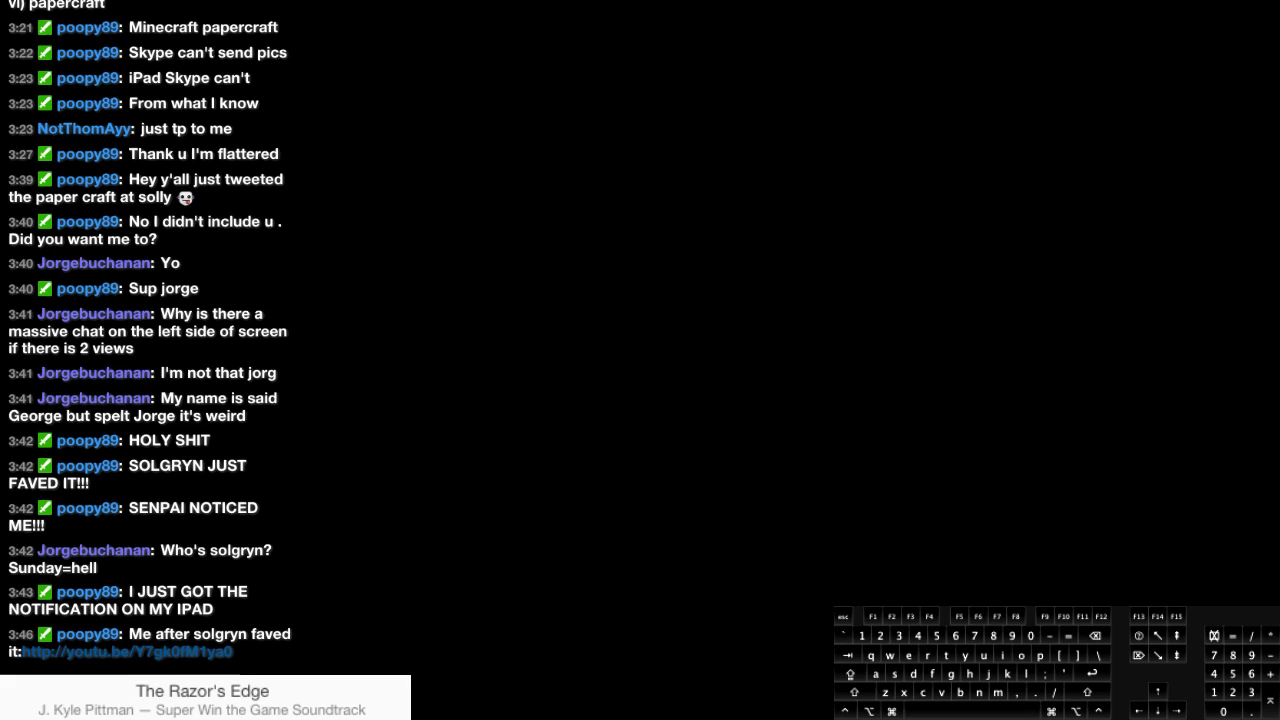 vi) papercraft
3:21 poopy89: Minecraft papercraft
3:22 poopy89: Skype can't send pics
3:23 poopy89: iPad Skype can't
3:23 poopy89: From what I know
3:23 NotThomAyy: just tp to me
3:27 poopy89: Thank u I'm flattered
3:39 poopy89: Hey y'all just tweeted
the paper craft at solly
3:40 poopy89: No I didn't include u .
Did you want me to?
3:40 Jorgebuchanan: Yo
3:40 poopy89: Sup jorge
3:41 Jorgebuchanan: Why is there a
massive chat on the left side of screen
if there is 2 views
3:41 Jorgebuchanan: I'm not that jorg
3:41 Jorgebuchanan: My name is said
George but spelt Jorge it's weird
3:42 poopy89: HOLY SHIT
3:42 poopy89: SOLGRYN JUST
FAVED IT!!!
3:42 poopy89: SENPAI NOTICED
ME!!!
3:42 Jorgebuchanan: Who's solgryn?
Sunday=hell
3:43 poopy89: I JUST GOT THE
NOTIFICATION ON MY IPAD
3:46 poopy89: Me after solgryn faved
it:http://youtu.be/Y7gk0fM1ya0
The Razor's Edge
J. Kyle Pittman — Super Win the Game Soundtrack
esc F1 F2 F3 F4 F5 F6 F7 F8 F9 F10 F11 F12 F13 F14 F15
` 1 2 3 4 5 6 7 8 9 0 - = = / *
q w e r t y u i o p [ ] \ 7 8 9 -
a s d f g h j k l ; ' 4 5 6 +
z x c v b n m , . / 1 2 3
0 .